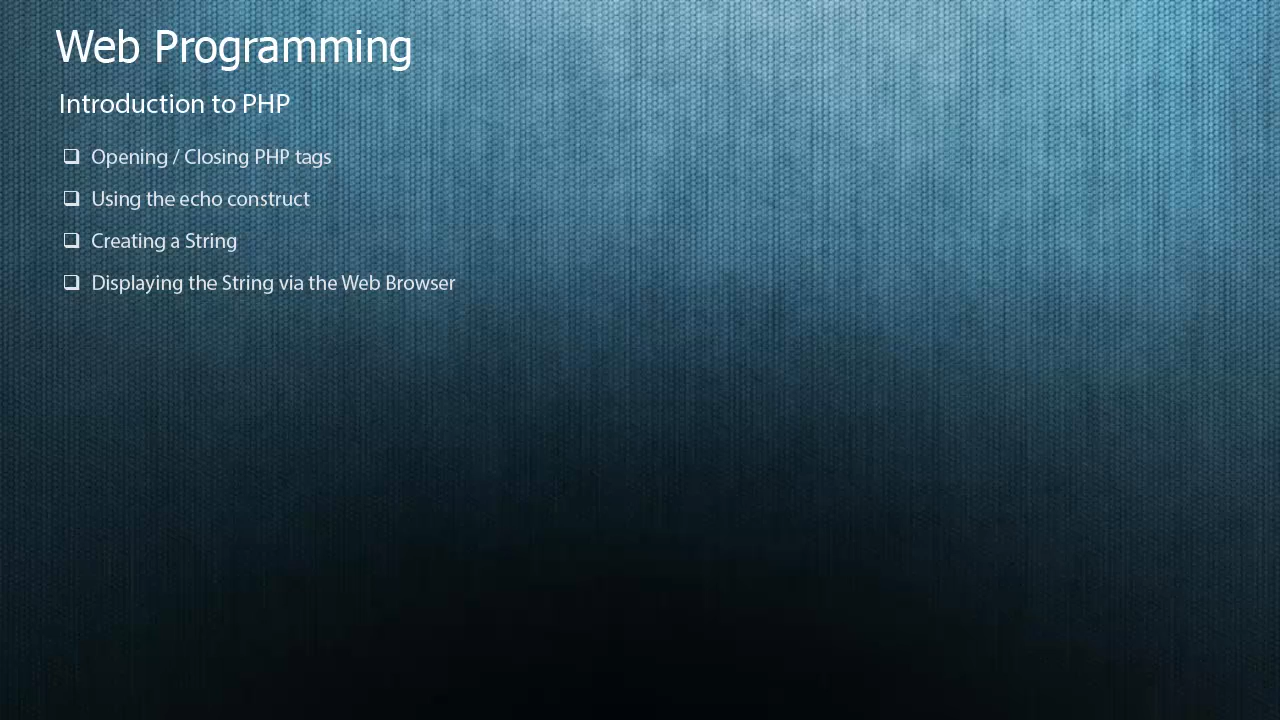 Web Programming
Introduction to PHP
❑ Opening / Closing PHP tags
❑ Using the echo construct
❑ Creating a String
❑ Displaying the String via the Web Browser